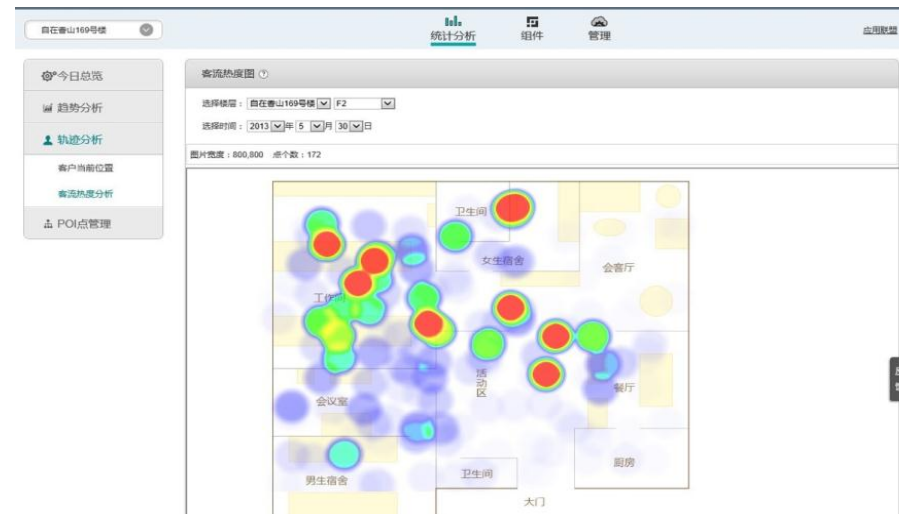 自在香山169号楼
统计分析 组件 管理
应用联盟
今日总览
趋势分析
轨迹分析
客户当前位置
客流热度分析
POI点管理
客流热度图 ?
选择楼层： 自在香山169号楼 F2
选择时间： 2013 年 5 月 30 日
图片宽度：800,800 点个数：172
卫生间
女生宿舍
会客厅
工作间
活动区
餐厅
会议室
男生宿舍
卫生间
厨房
大门